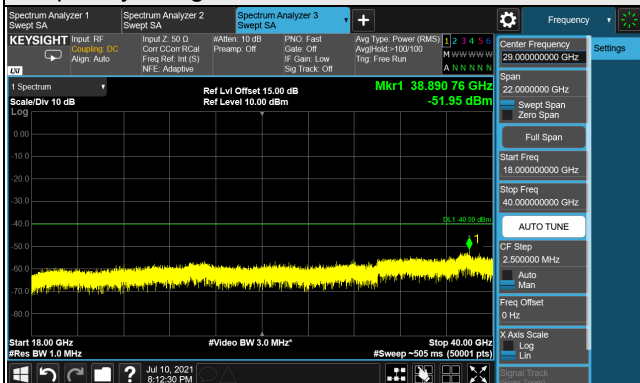 Spectrum Analyzer 1
Swept SA
Spectrum Analyzer 2
Swept SA
Spectrum Analyzer 3
Swept SA
Frequency
KEYSIGHT
Input: RF
Coupling: DC
Align: Auto
Input Z: 50 Ω
Corr CCorr RCal
Freq Ref: Int (S)
NFE: Adaptive
#Atten: 10 dB
Preamp: Off
PNO: Fast
Gate: Off
IF Gain: Low
Sig Track: Off
Avg Type: Power (RMS)
Avg|Hold:>100/100
Trig: Free Run
1 2 3 4 5 6
M W W W W W
A N N N N N
LXI
1 Spectrum
Scale/Div 10 dB
Log
Ref Lvl Offset 15.00 dB
Ref Level 10.00 dBm
Mkr1 38.890 76 GHz
-51.95 dBm
0.00
-10.0
-20.0
-30.0
-40.0
-50.0
-60.0
-70.0
-80.0
DL1 -40.00 dBm
1
Start 18.00 GHz
#Res BW 1.0 MHz
#Video BW 3.0 MHz*
Stop 40.00 GHz
#Sweep ~505 ms (50001 pts)
Jul 10, 2021
8:12:30 PM
Settings
Center Frequency
29.000000000 GHz
Span
22.0000000 GHz
Swept Span
Zero Span
Full Span
Start Freq
18.000000000 GHz
Stop Freq
40.000000000 GHz
AUTO TUNE
CF Step
2.500000 MHz
Auto
Man
Freq Offset
0 Hz
X Axis Scale
Log
Lin
Signal Track